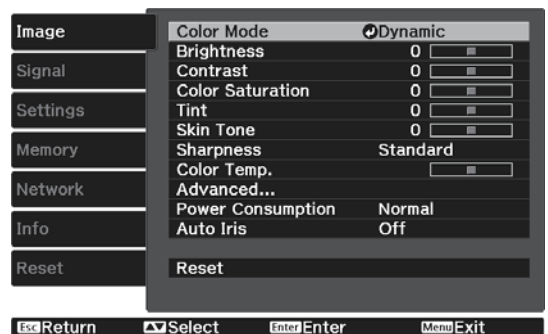 Image
Signal
Settings
Memory
Network
Info
Reset
Color Mode Dynamic
Brightness 0
Contrast 0
Color Saturation 0
Tint 0
Skin Tone 0
Sharpness Standard
Color Temp.
Advanced...
Power Consumption Normal
Auto Iris Off
Reset
Esc Return Select Enter Enter Menu Exit